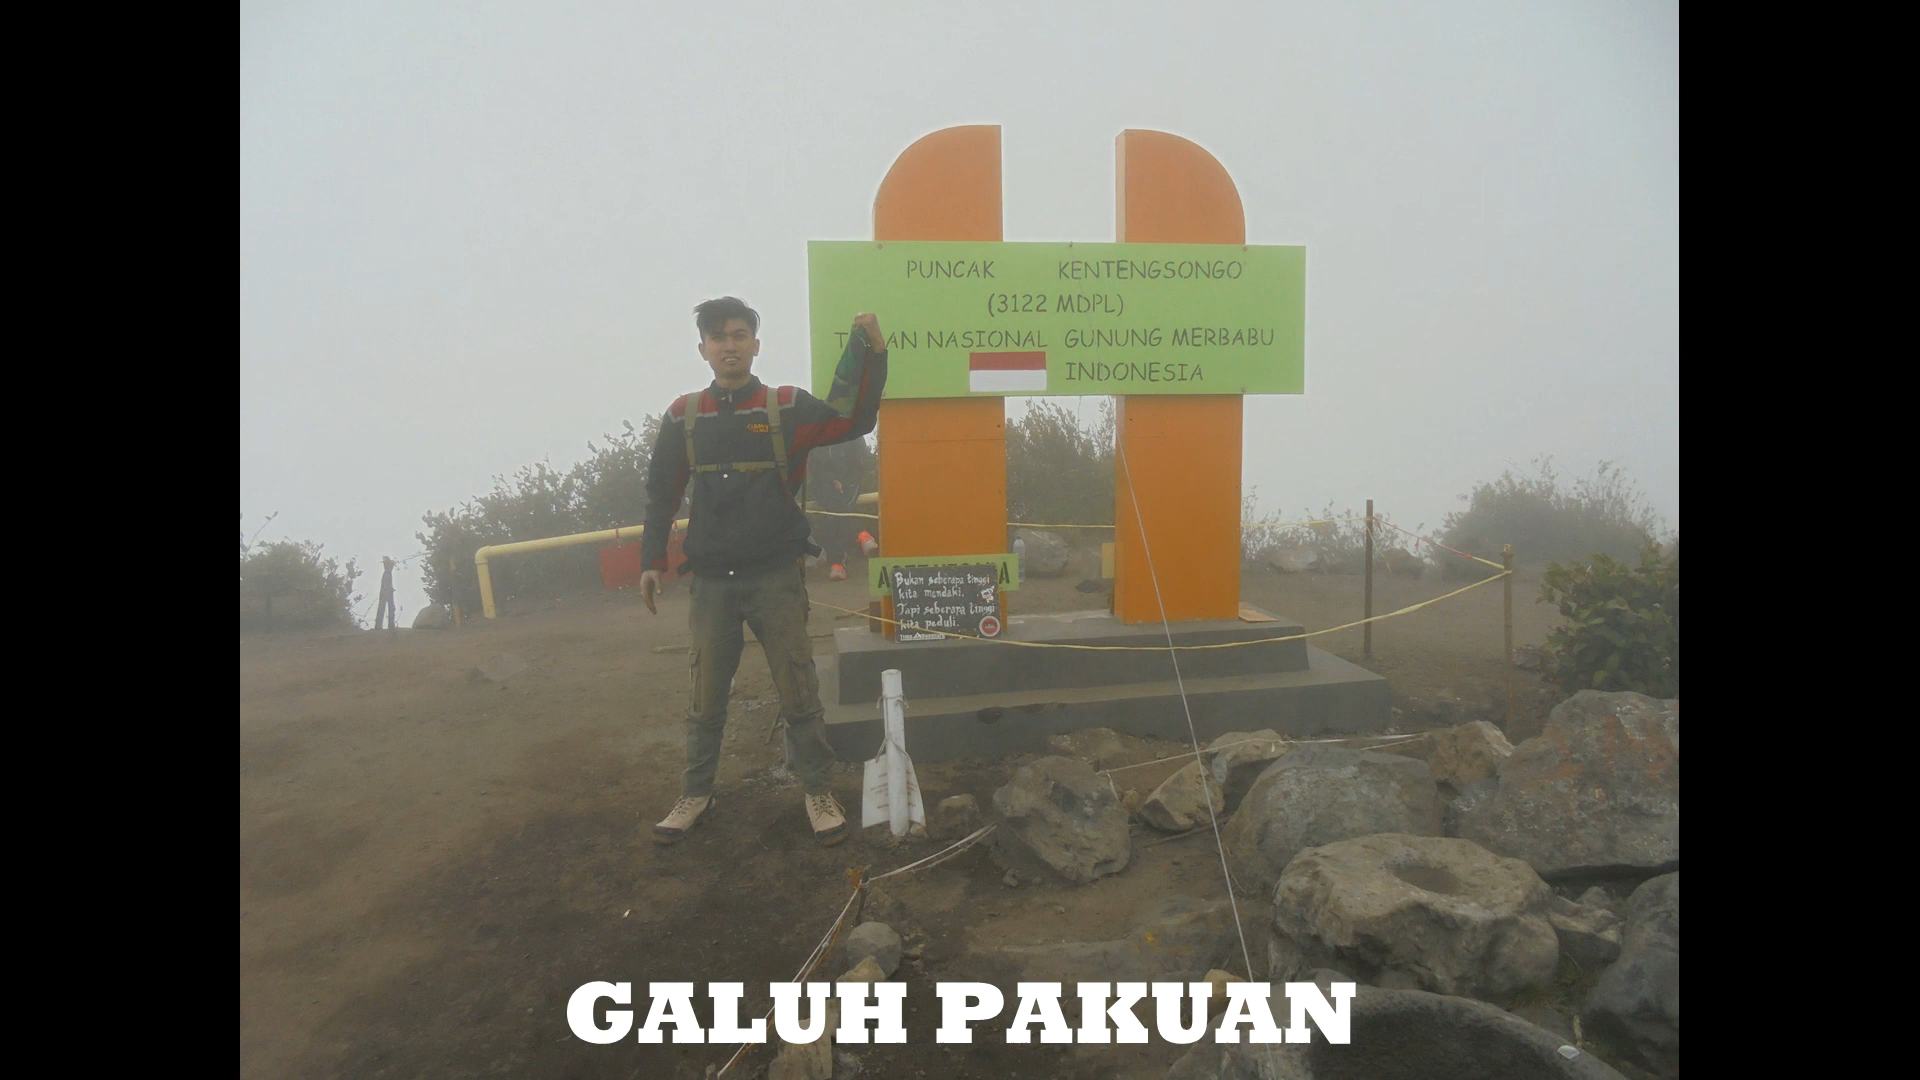 PUNCAK KENTENGSONGO
(3122 MDPL)
NASIONAL GUNUNG MERBABU
INDONESIA
Bukan seberapa tinggi
kita mendaki,
Tapi seberapa tinggi
kita peduli.
GALUH PAKUAN